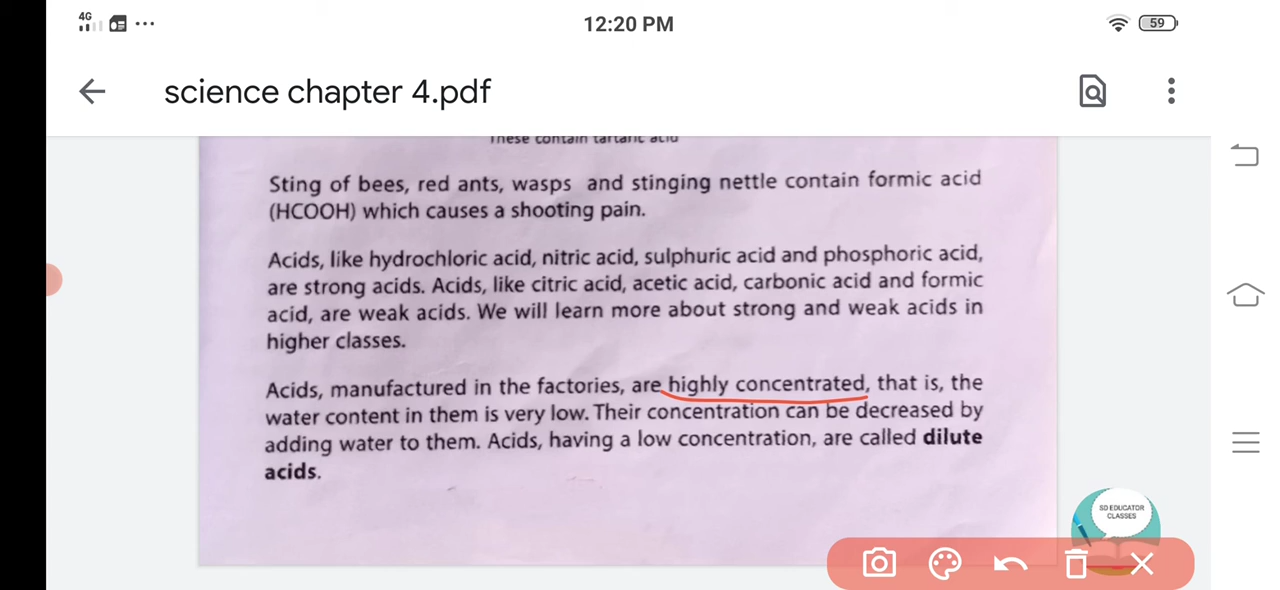 4G
12:20 PM
59
science chapter 4.pdf
These contain tartaric acid
Sting of bees, red ants, wasps and stinging nettle contain formic acid
(HCOOH) which causes a shooting pain.
Acids, like hydrochloric acid, nitric acid, sulphuric acid and phosphoric acid,
are strong acids. Acids, like citric acid, acetic acid, carbonic acid and formic
acid, are weak acids. We will learn more about strong and weak acids in
higher classes.
Acids, manufactured in the factories, are highly concentrated, that is, the
water content in them is very low. Their concentration can be decreased by
adding water to them. Acids, having a low concentration, are called dilute
acids.
SD EDUCATOR
CLASSES